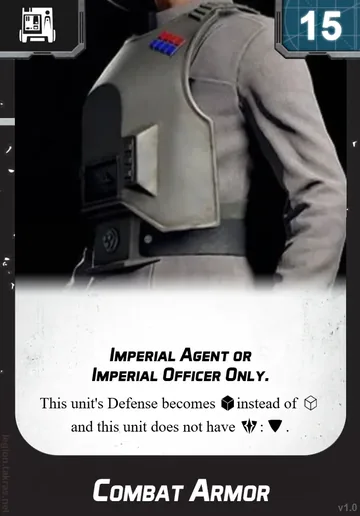 15
IMPERIAL AGENT OR
IMPERIAL OFFICER ONLY.
This unit's Defense becomes instead of
and this unit does not have : .
COMBAT ARMOR
v1.0